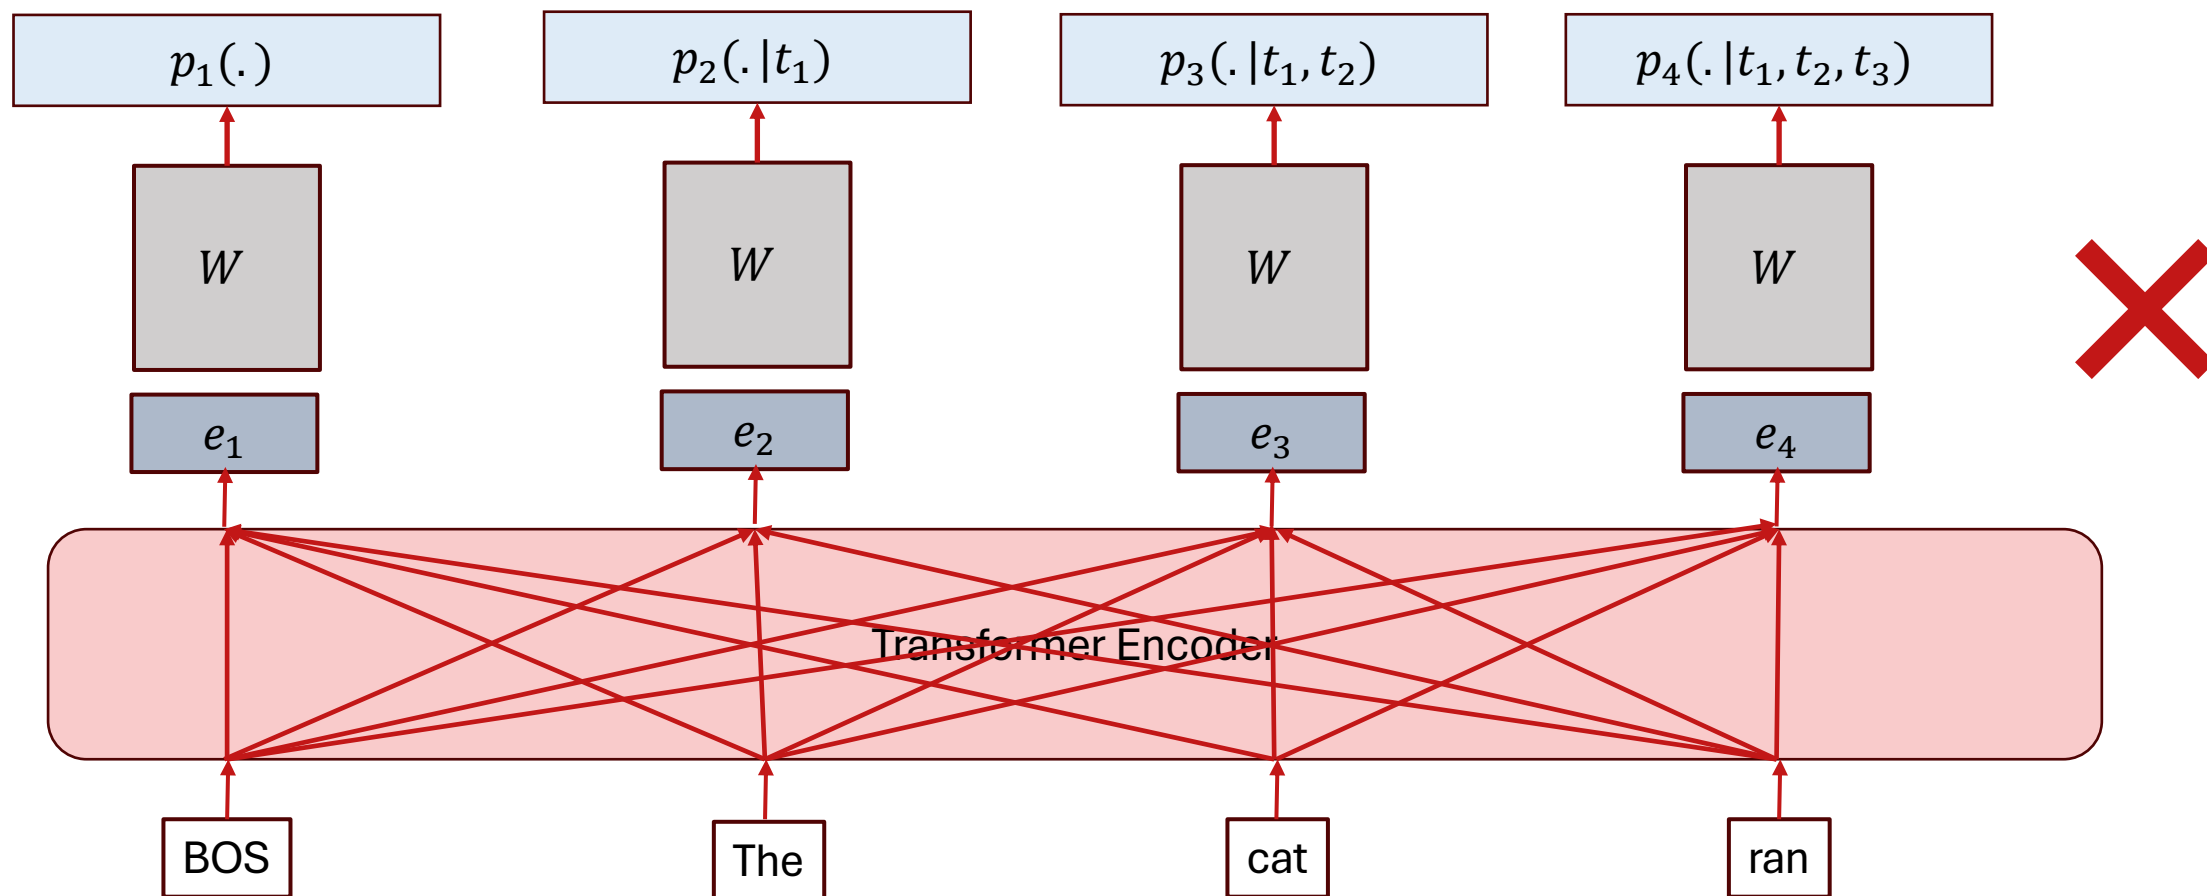 p₁(.) p₂(.|t₁) p₃(.|t₁, t₂) p₄(.|t₁, t₂, t₃)
W W W W
e₁ e₂ e₃ e₄
Transformer Encoder
BOS The cat ran